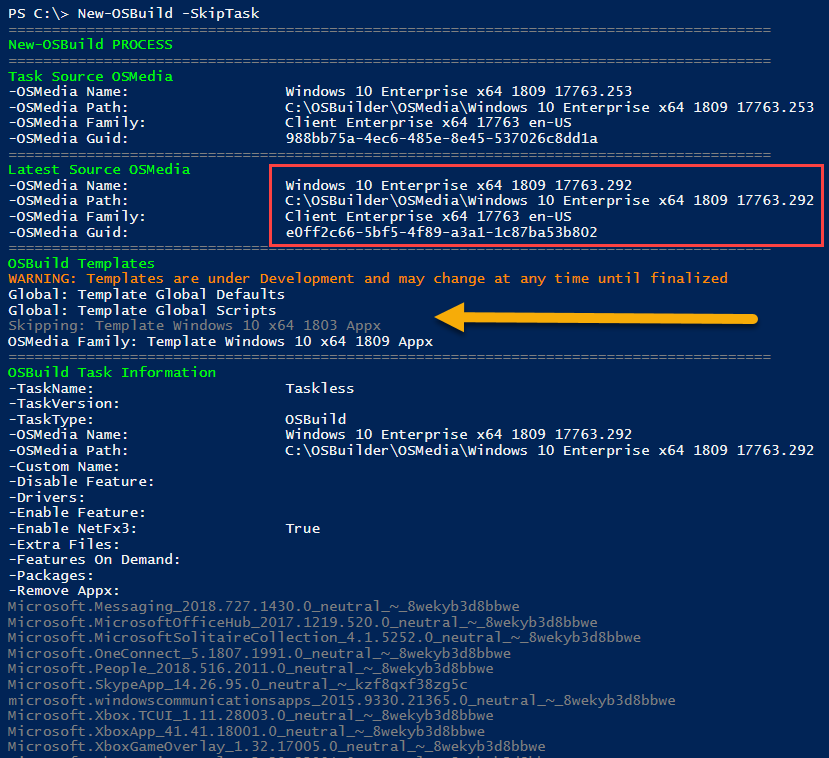 PS C:\> New-OSBuild -SkipTask
========================================================================================
New-OSBuild PROCESS
========================================================================================
Task Source OSMedia
-OSMedia Name: Windows 10 Enterprise x64 1809 17763.253
-OSMedia Path: C:\OSBuilder\OSMedia\Windows 10 Enterprise x64 1809 17763.253
-OSMedia Family: Client Enterprise x64 17763 en-US
-OSMedia Guid: 988bb75a-4ec6-485e-8e45-537026c8dd1a
========================================================================================
Latest Source OSMedia
-OSMedia Name: Windows 10 Enterprise x64 1809 17763.292
-OSMedia Path: C:\OSBuilder\OSMedia\Windows 10 Enterprise x64 1809 17763.292
-OSMedia Family: Client Enterprise x64 17763 en-US
-OSMedia Guid: e0ff2c66-5bf5-4f89-a3a1-1c87ba53b802
========================================================================================
OSBuild Templates
WARNING: Templates are under Development and may change at any time until finalized
Global: Template Global Defaults
Global: Template Global Scripts
Skipping: Template Windows 10 x64 1803 Appx
OSMedia Family: Template Windows 10 x64 1809 Appx
========================================================================================
OSBuild Task Information
-TaskName: Taskless
-TaskVersion:
-TaskType: OSBuild
-OSMedia Name: Windows 10 Enterprise x64 1809 17763.292
-OSMedia Path: C:\OSBuilder\OSMedia\Windows 10 Enterprise x64 1809 17763.292
-Custom Name:
-Disable Feature:
-Drivers:
-Enable Feature:
-Enable NetFx3: True
-Extra Files:
-Features On Demand:
-Packages:
-Remove Appx:
Microsoft.Messaging_2018.727.1430.0_neutral_~_8wekyb3d8bbwe
Microsoft.MicrosoftOfficeHub_2017.1219.520.0_neutral_~_8wekyb3d8bbwe
Microsoft.MicrosoftSolitaireCollection_4.1.5252.0_neutral_~_8wekyb3d8bbwe
Microsoft.OneConnect_5.1807.1991.0_neutral_~_8wekyb3d8bbwe
Microsoft.People_2018.516.2011.0_neutral_~_8wekyb3d8bbwe
Microsoft.SkypeApp_14.26.95.0_neutral_~_kzf8qxf38zg5c
microsoft.windowscommunicationsapps_2015.9330.21365.0_neutral_~_8wekyb3d8bbwe
Microsoft.Xbox.TCUI_1.11.28003.0_neutral_~_8wekyb3d8bbwe
Microsoft.XboxApp_41.41.18001.0_neutral_~_8wekyb3d8bbwe
Microsoft.XboxGameOverlay_1.32.17005.0_neutral_~_8wekyb3d8bbwe